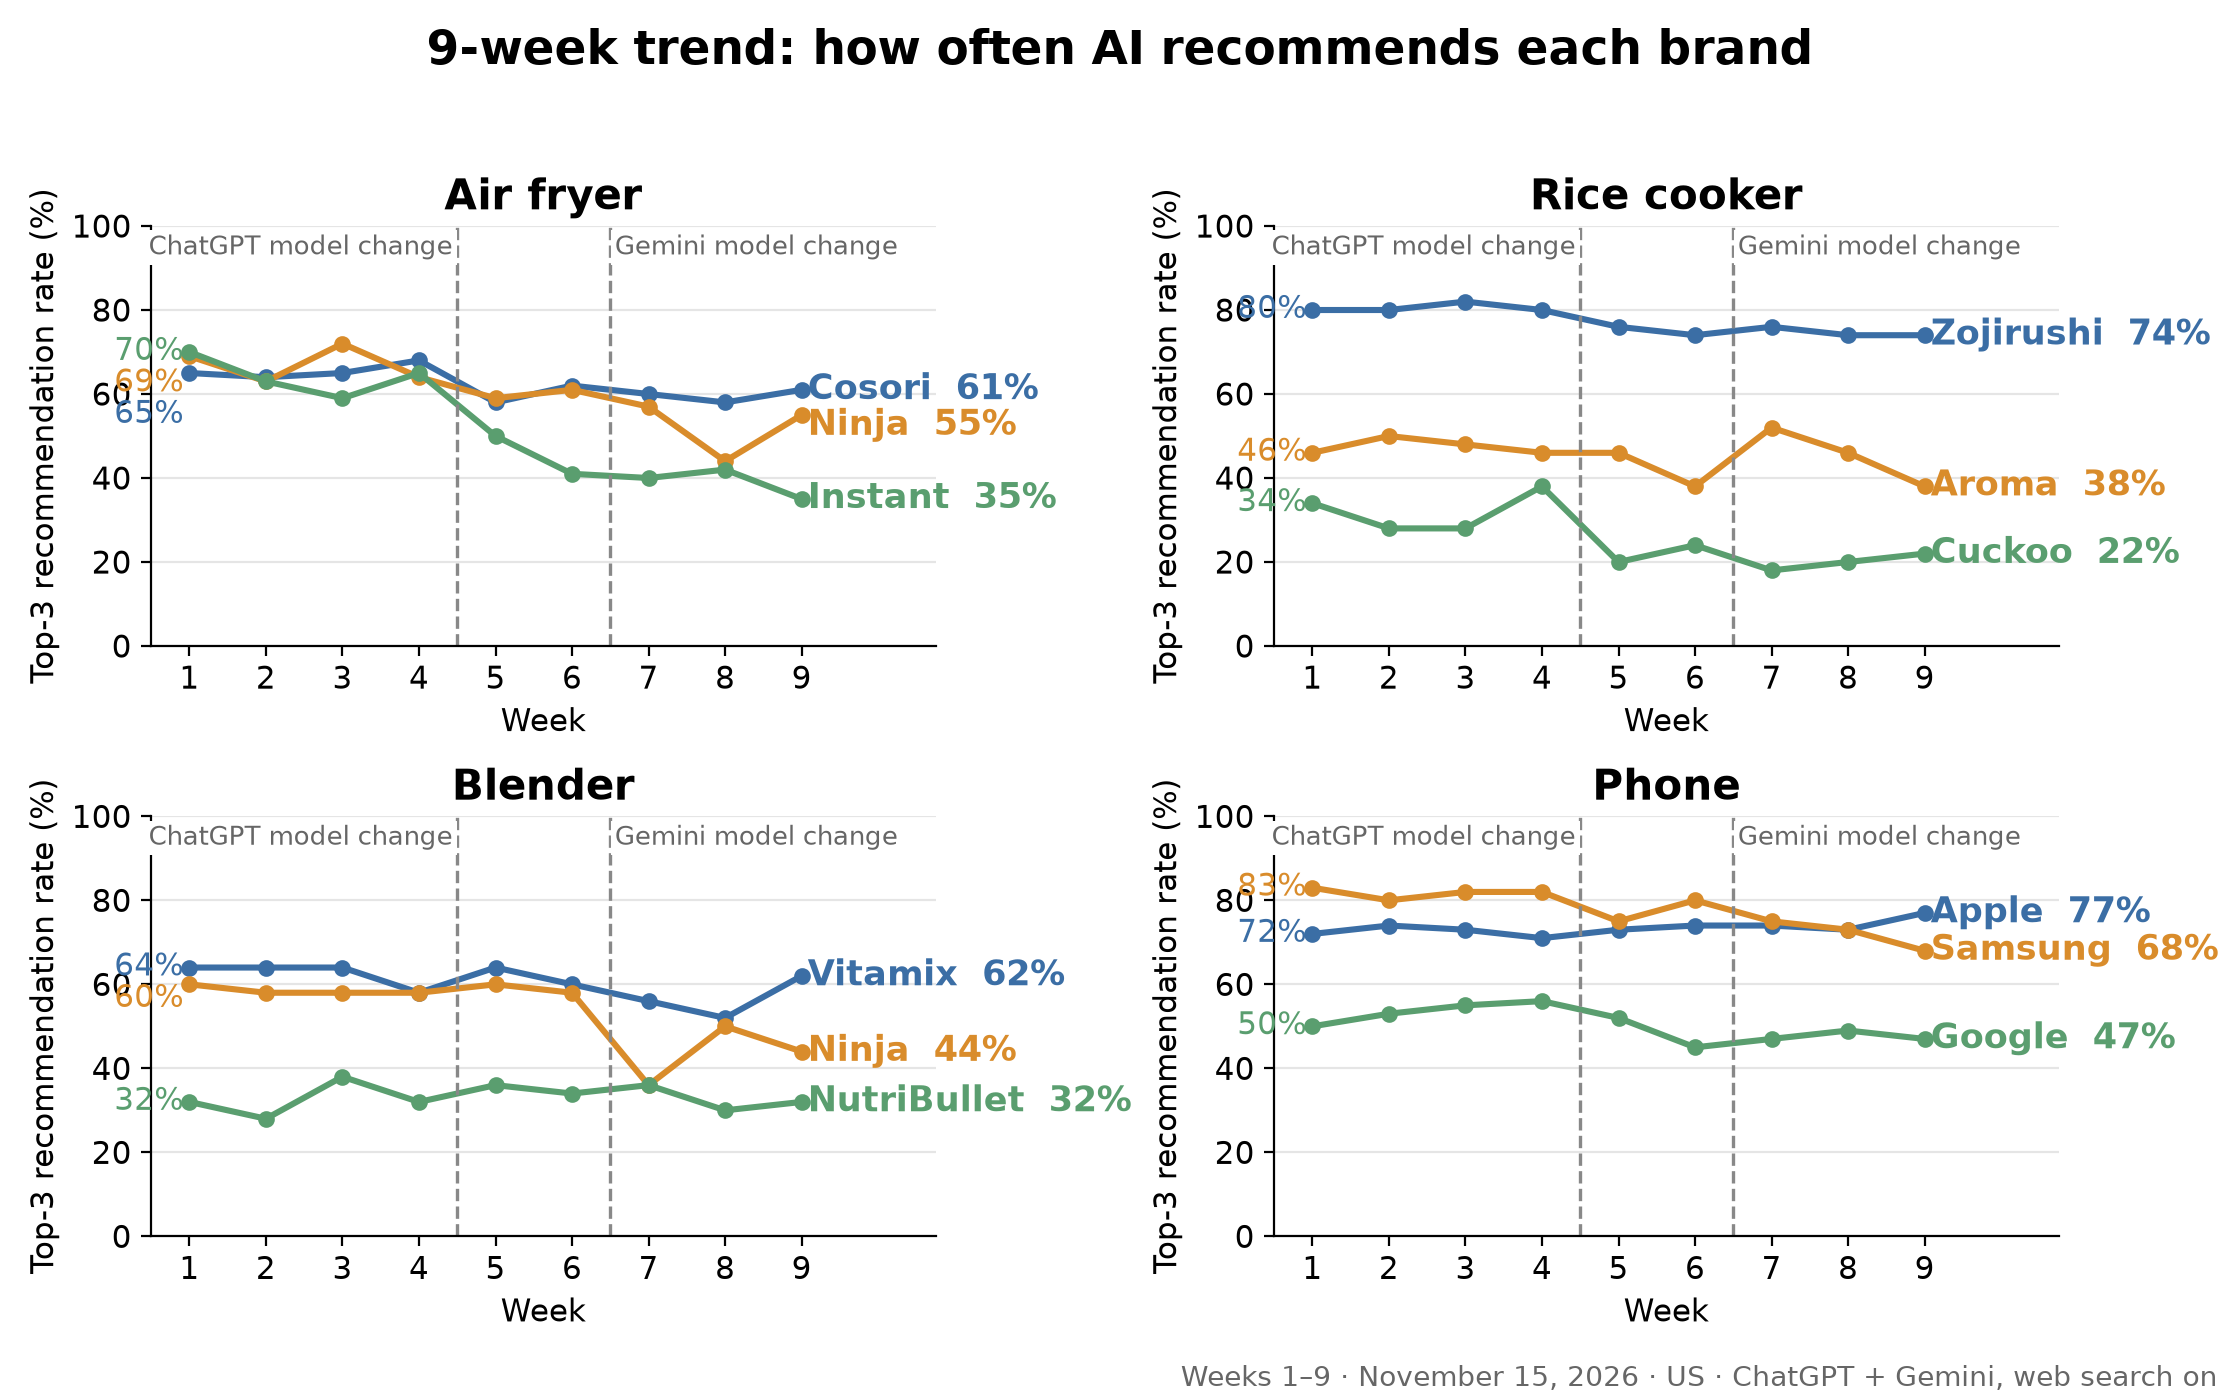 9-week trend: how often AI recommends each brand
Air fryer
Top-3 recommendation rate (%)
100
80
60
40
20
0
ChatGPT model change
Gemini model change
70%
69%
65%
Cosori 61%
Ninja 55%
Instant 35%
1 2 3 4 5 6 7 8 9
Week
Rice cooker
Top-3 recommendation rate (%)
100
80
60
40
20
0
ChatGPT model change
Gemini model change
80%
46%
34%
Zojirushi 74%
Aroma 38%
Cuckoo 22%
1 2 3 4 5 6 7 8 9
Week
Blender
Top-3 recommendation rate (%)
100
80
60
40
20
0
ChatGPT model change
Gemini model change
64%
60%
32%
Vitamix 62%
Ninja 44%
NutriBullet 32%
1 2 3 4 5 6 7 8 9
Week
Phone
Top-3 recommendation rate (%)
100
80
60
40
20
0
ChatGPT model change
Gemini model change
83%
72%
50%
Apple 77%
Samsung 68%
Google 47%
1 2 3 4 5 6 7 8 9
Week
Weeks 1–9 · November 15, 2026 · US · ChatGPT + Gemini, web search on